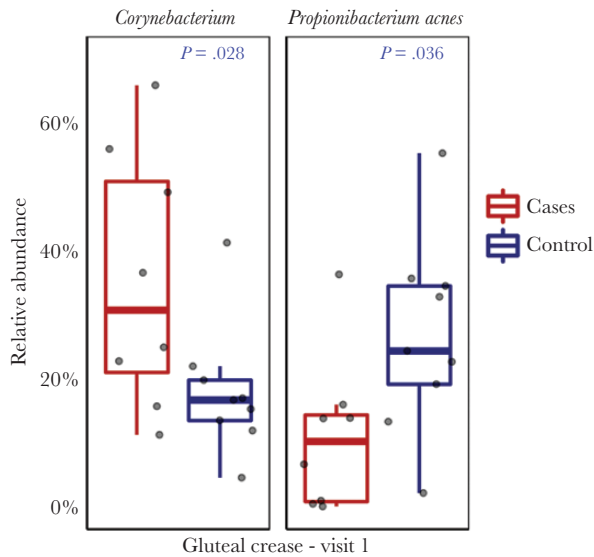 Corynebacterium
Propionibacterium acnes
P = .028
P = .036
60%
40%
20%
0%
Relative abundance
Cases
Control
Gluteal crease - visit 1